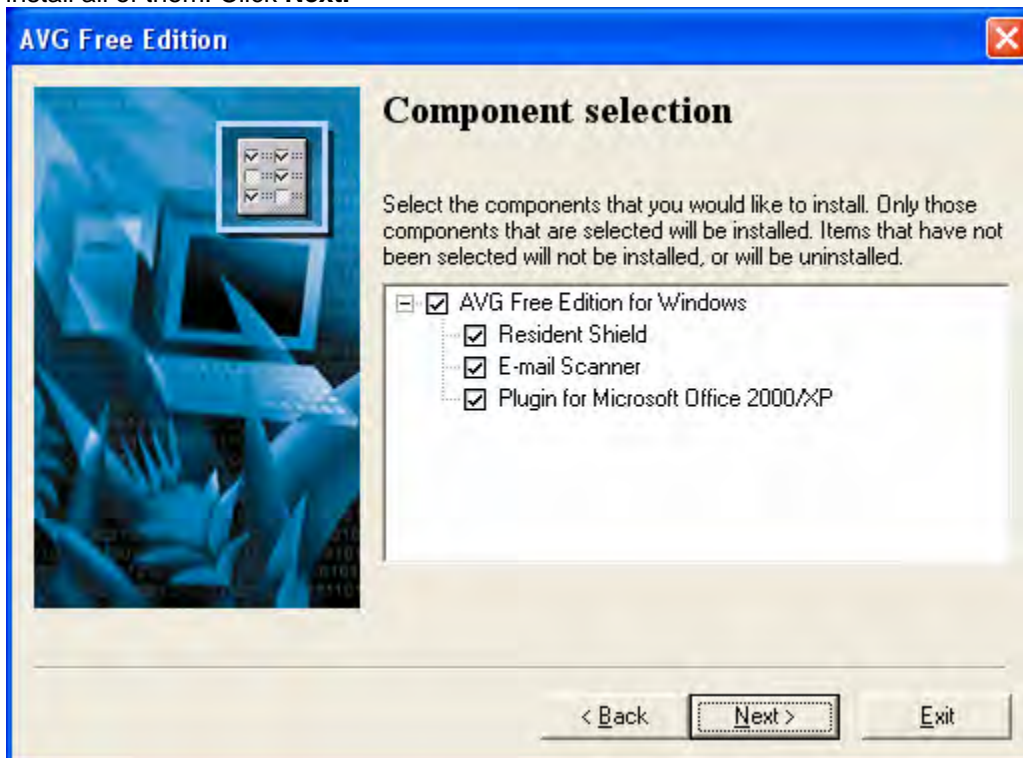 install all of them. Click Next.
AVG Free Edition
Component selection
Select the components that you would like to install. Only those
components that are selected will be installed. Items that have not
been selected will not be installed, or will be uninstalled.
AVG Free Edition for Windows
Resident Shield
E-mail Scanner
Plugin for Microsoft Office 2000/XP
< Back Next > Exit